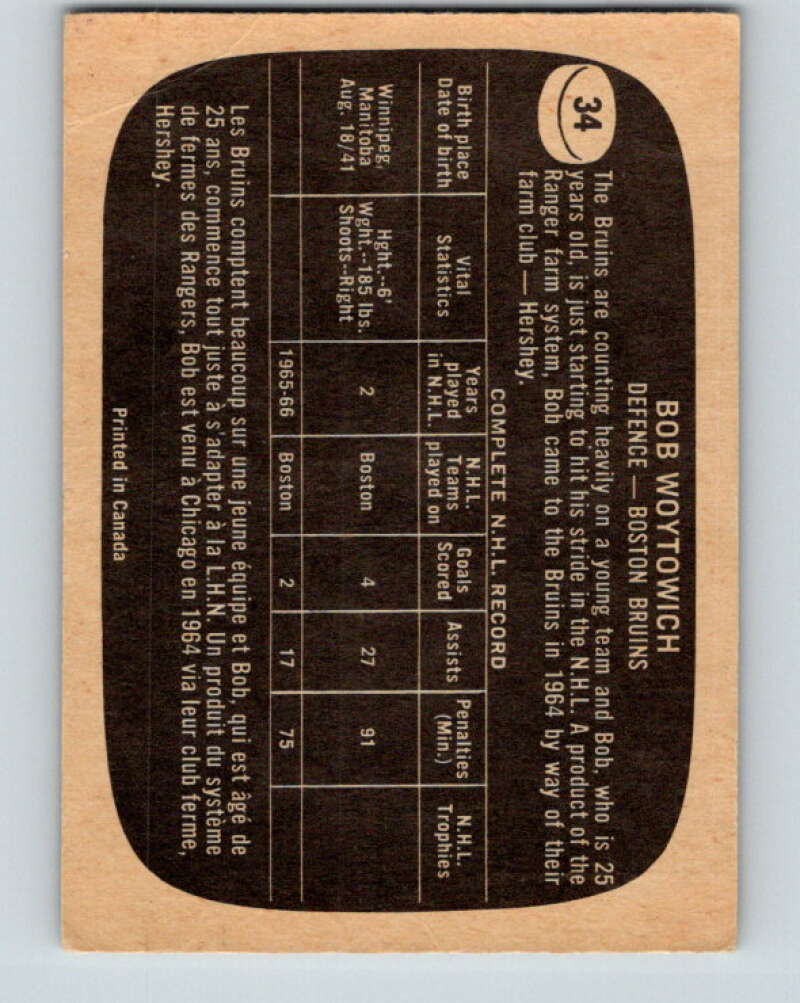 BOB WOYTOWICH
DEFENCE — BOSTON BRUINS
34
The Bruins are counting heavily on a young team and Bob, who is 25
years old, is just starting to hit his stride in the N.H.L. A product of the
Ranger farm system, Bob came to the Bruins in 1964 by way of their
farm club — Hershey.
COMPLETE N.H.L. RECORD
Birth place Vital Years N.H.L. Goals Assists Penalties N.H.L.
Date of birth Statistics played Teams Scored (Min.) Trophies
in N.H.L. played on
Winnipeg, Hght.--6'
Manitoba Wght.--185 lbs. 2 Boston 4 27 91
Aug. 18/41 Shoots--Right
1965-66 Boston 2 17 75
Les Bruins comptent beaucoup sur une jeune équipe et Bob, qui est âgé de
25 ans, commence tout juste à s'adapter à la L.H.N. Un produit du système
de fermes des Rangers, Bob est venu à Chicago en 1964 via leur club ferme,
Hershey.
Printed in Canada